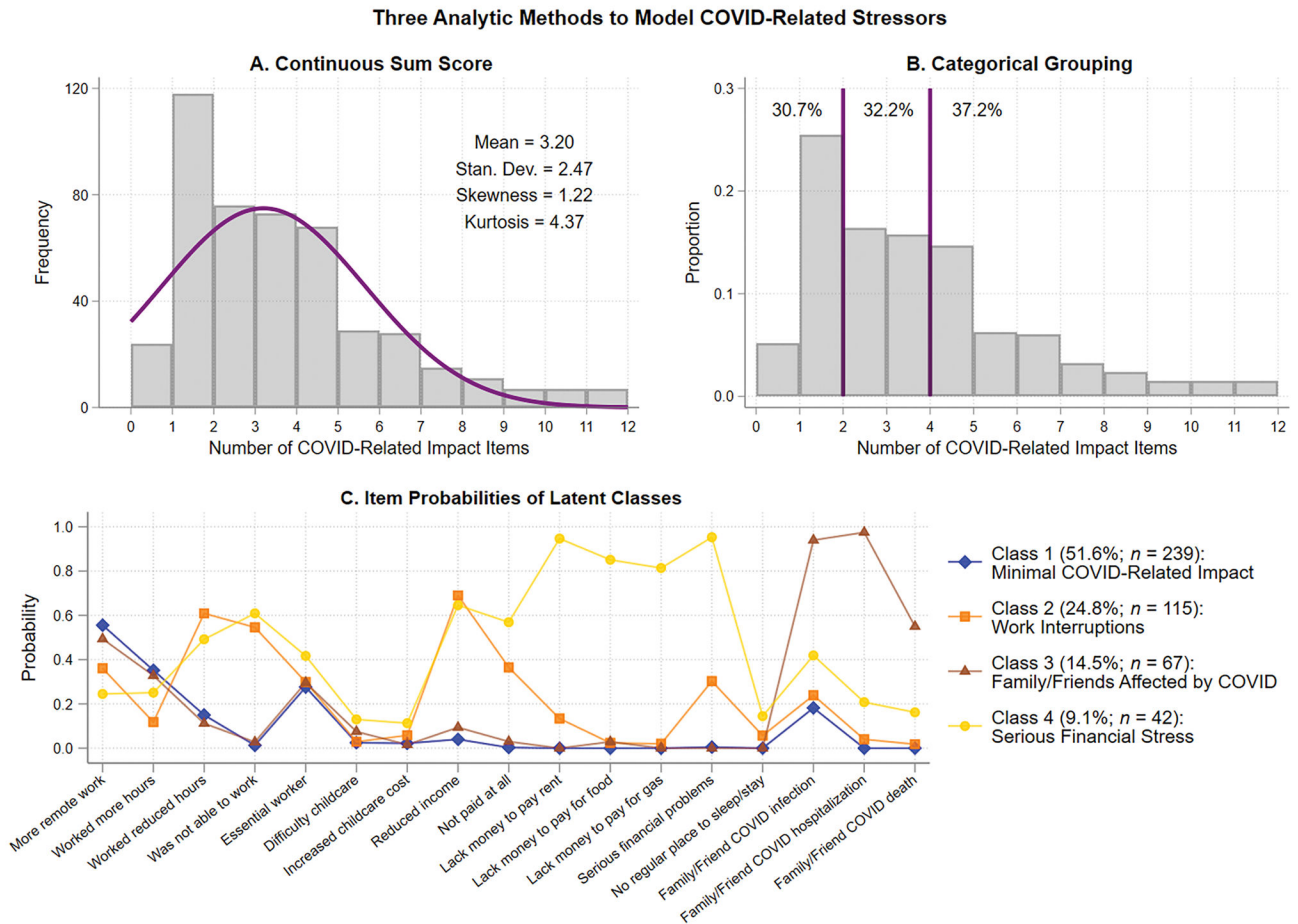 Three Analytic Methods to Model COVID-Related Stressors
A. Continuous Sum Score
120
80
40
0
Frequency
Mean = 3.20
Stan. Dev. = 2.47
Skewness = 1.22
Kurtosis = 4.37
0 1 2 3 4 5 6 7 8 9 10 11 12
Number of COVID-Related Impact Items
B. Categorical Grouping
0.3
0.2
0.1
0.0
Proportion
30.7% 32.2% 37.2%
0 1 2 3 4 5 6 7 8 9 10 11 12
Number of COVID-Related Impact Items
C. Item Probabilities of Latent Classes
1.0
0.8
0.6
0.4
0.2
0.0
Probability
More remote work
Worked more hours
Worked reduced hours
Was not able to work
Essential worker
Difficulty childcare
Increased childcare cost
Reduced income
Not paid at all
Lack money to pay rent
Lack money to pay for food
Lack money to pay for gas
Serious financial problems
No regular place to sleep/stay
Family/Friend COVID infection
Family/Friend COVID hospitalization
Family/Friend COVID death
Class 1 (51.6%; n = 239):
Minimal COVID-Related Impact
Class 2 (24.8%; n = 115):
Work Interruptions
Class 3 (14.5%; n = 67):
Family/Friends Affected by COVID
Class 4 (9.1%; n = 42):
Serious Financial Stress